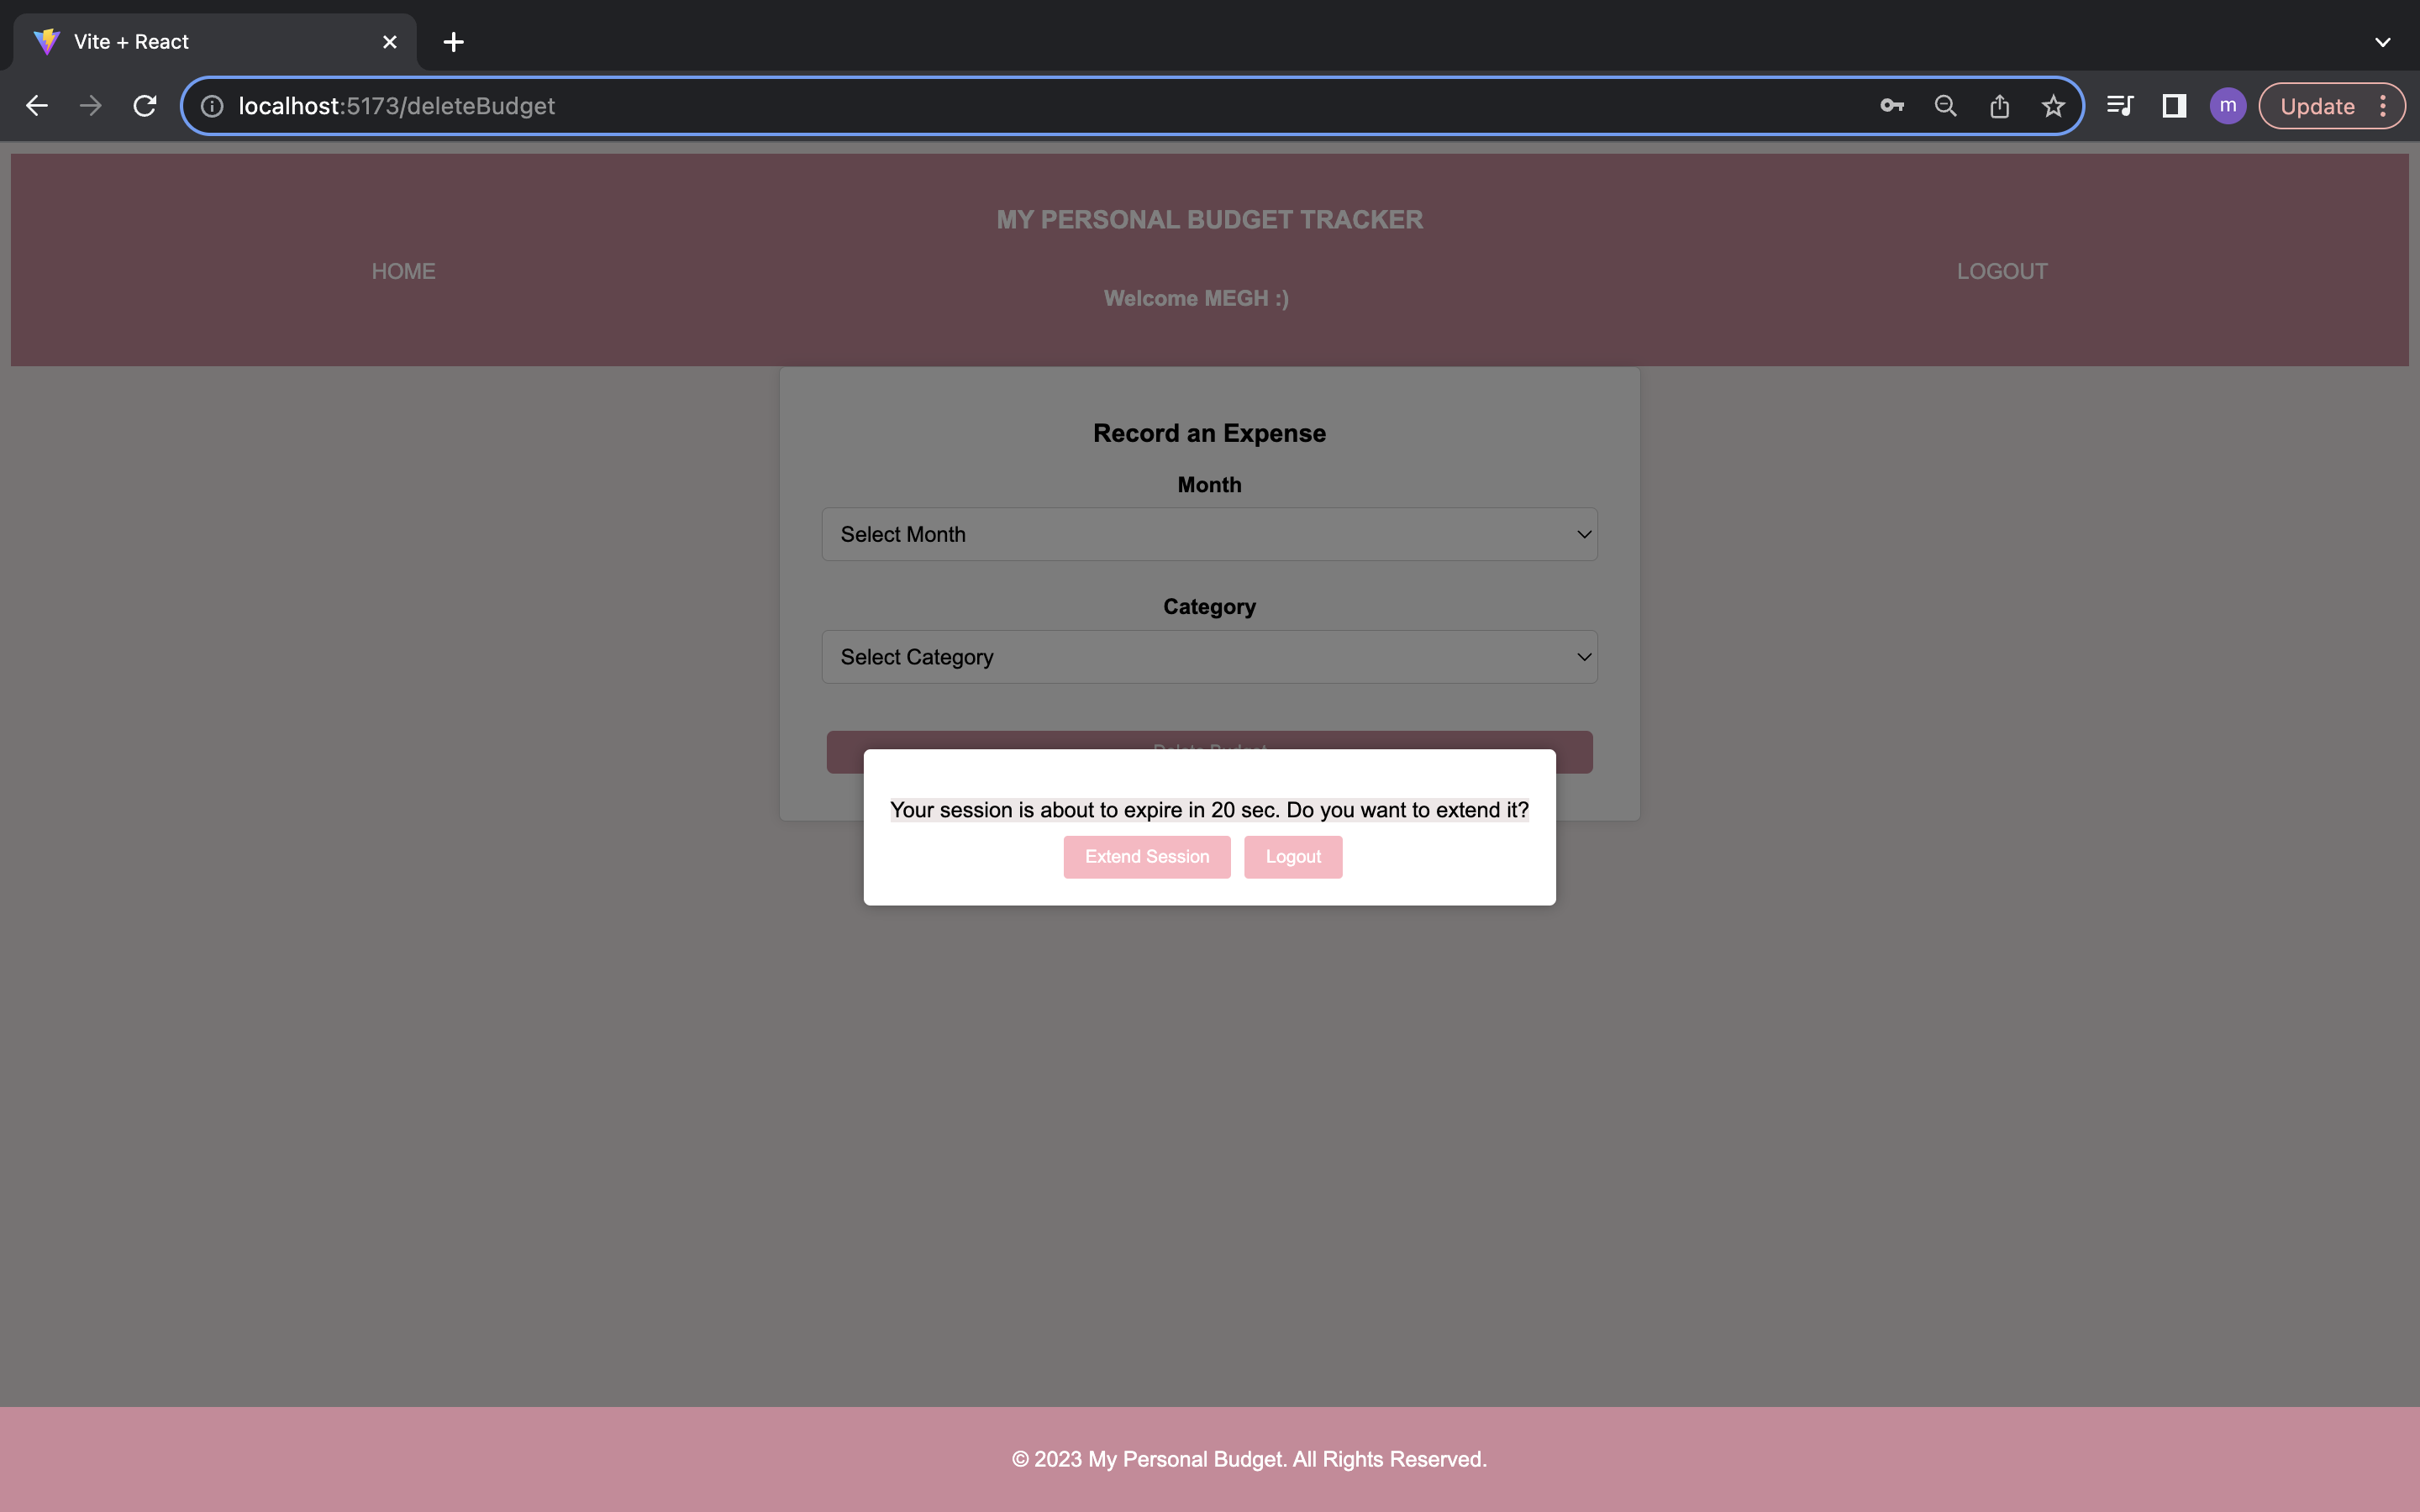 Vite + React
localhost:5173/deleteBudget
m
Update
MY PERSONAL BUDGET TRACKER
HOME
LOGOUT
Welcome MEGH :)
Record an Expense
Month
Select Month
Category
Select Category
Delete Budget
Your session is about to expire in 20 sec. Do you want to extend it?
Extend Session Logout
© 2023 My Personal Budget. All Rights Reserved.